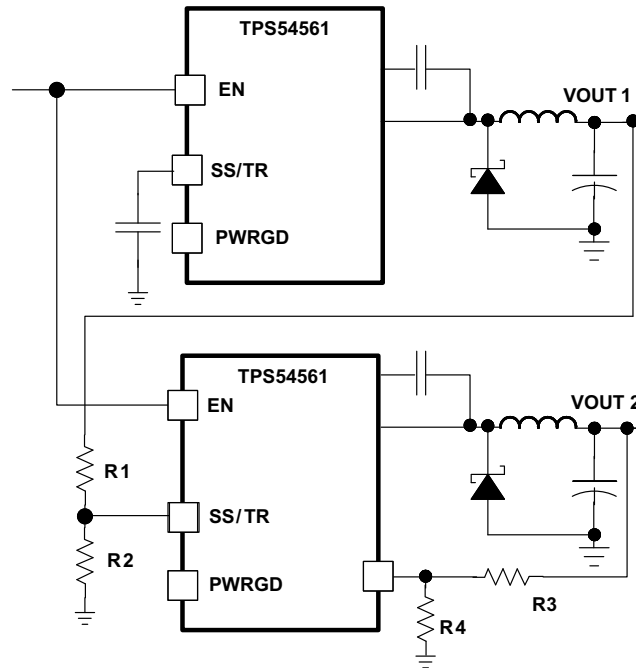 TPS54561
EN
VOUT 1
SS/TR
PWRGD
TPS54561
EN
VOUT 2
R1
SS/TR
R2
PWRGD
R3
R4